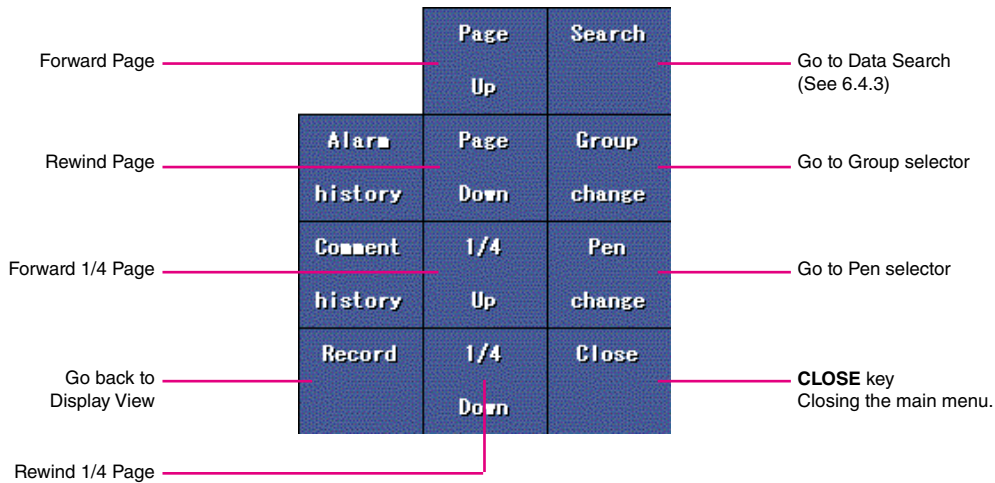 Page
Up
Search
Forward Page
Go to Data Search
(See 6.4.3)
Alarm
history
Page
Down
Group
change
Rewind Page
Go to Group selector
Comment
history
1/4
Up
Pen
change
Forward 1/4 Page
Go to Pen selector
Record
1/4
Down
Close
Go back to
Display View
CLOSE key
Closing the main menu.
Rewind 1/4 Page